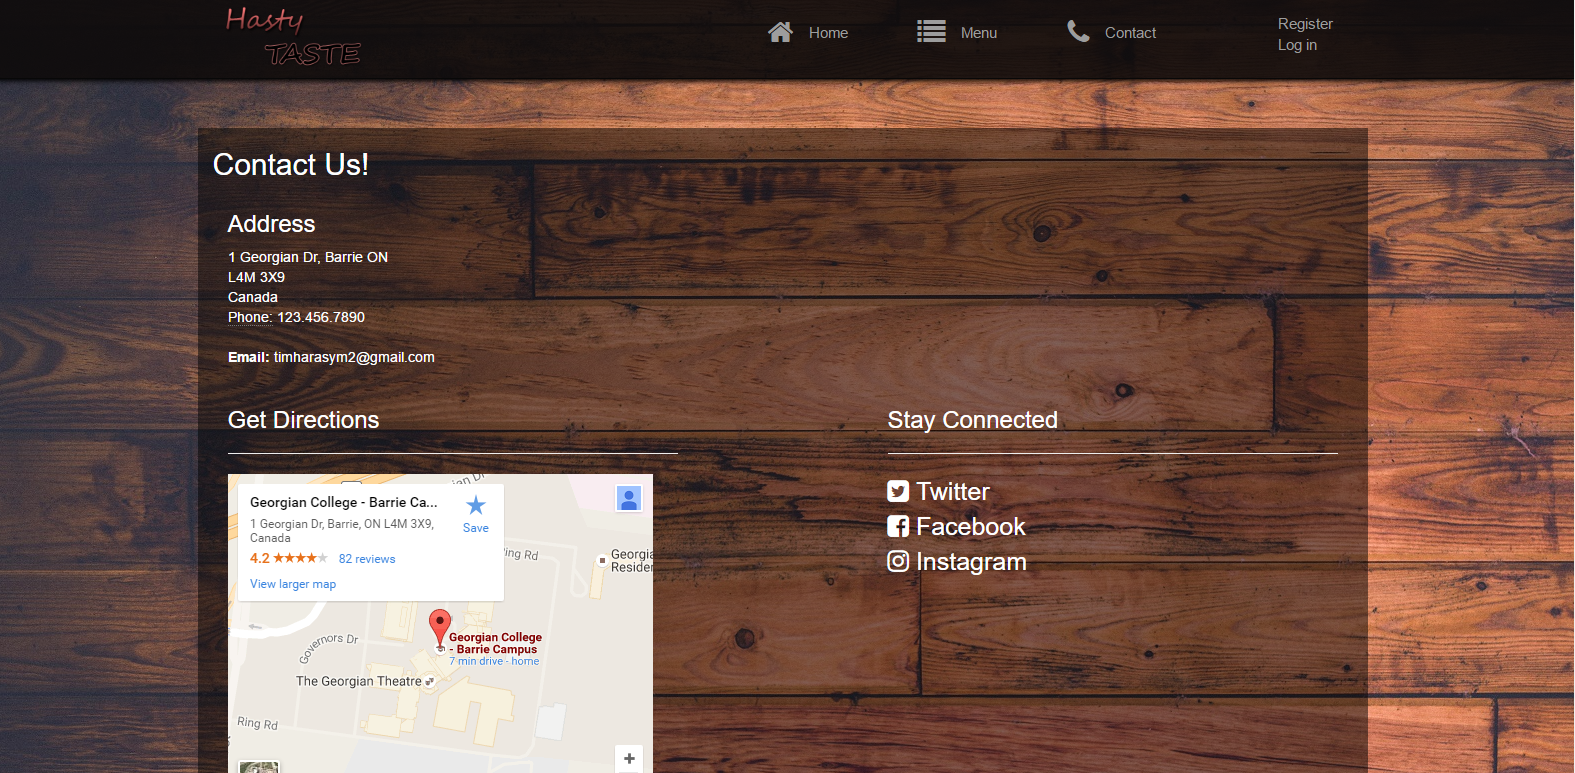 Hasty
TASTE
Home
Menu
Contact
Register
Log in
Contact Us!
Address
1 Georgian Dr, Barrie ON
L4M 3X9
Canada
Phone: 123.456.7890
Email: timharasym2@gmail.com
Get Directions
Georgian College - Barrie Ca...
1 Georgian Dr, Barrie, ON L4M 3X9,
Canada
Save
4.2 82 reviews
View larger map
Ring Rd
Governors Dr
Georgian College
- Barrie Campus
7 min drive - home
The Georgian Theatre
Ring Rd
Stay Connected
Twitter
Facebook
Instagram